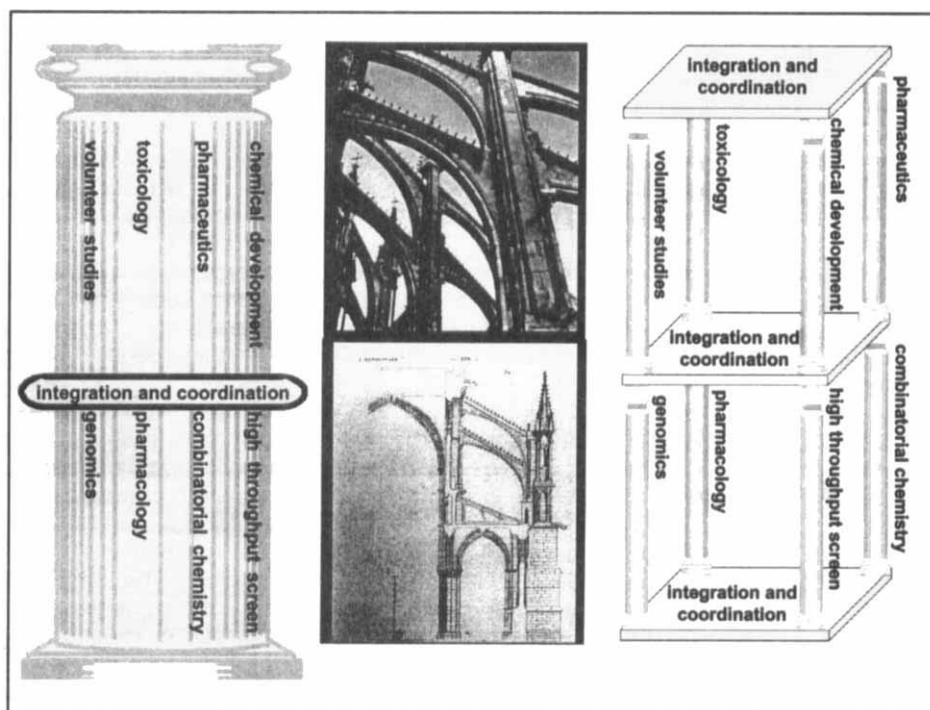 volunteer studies
toxicology
pharmaceutics
chemical development
integration and coordination
genomics
pharmacology
combinatorial chemistry
high throughput screen
integration and
coordination
volunteer studies
toxicology
chemical development
pharmaceutics
integration and
coordination
genomics
pharmacology
high throughput screen
combinatorial chemistry
integration and
coordination